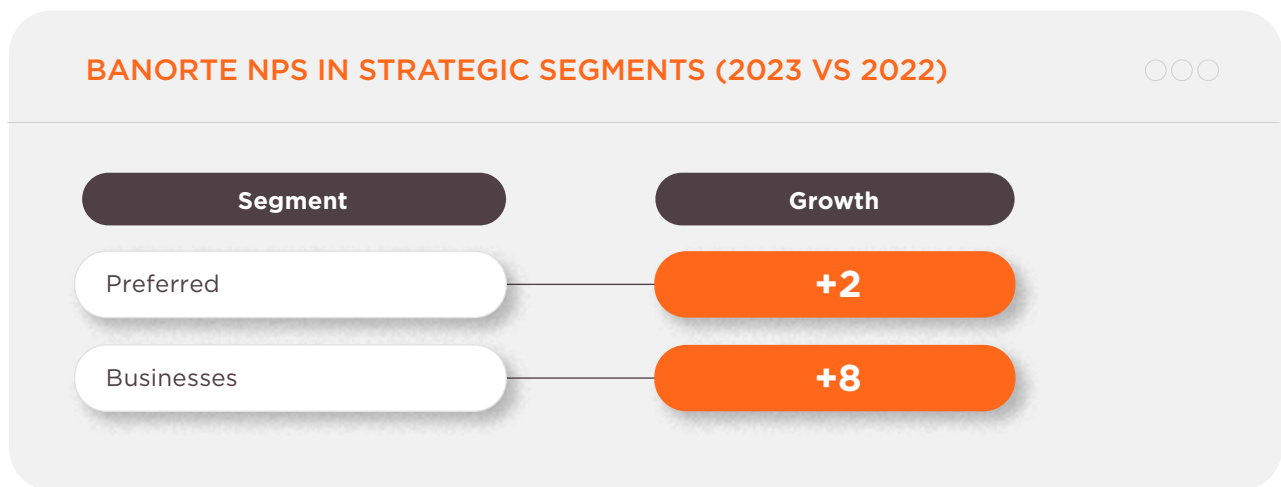 BANORTE NPS IN STRATEGIC SEGMENTS (2023 VS 2022)
Segment Growth
Preferred +2
Businesses +8